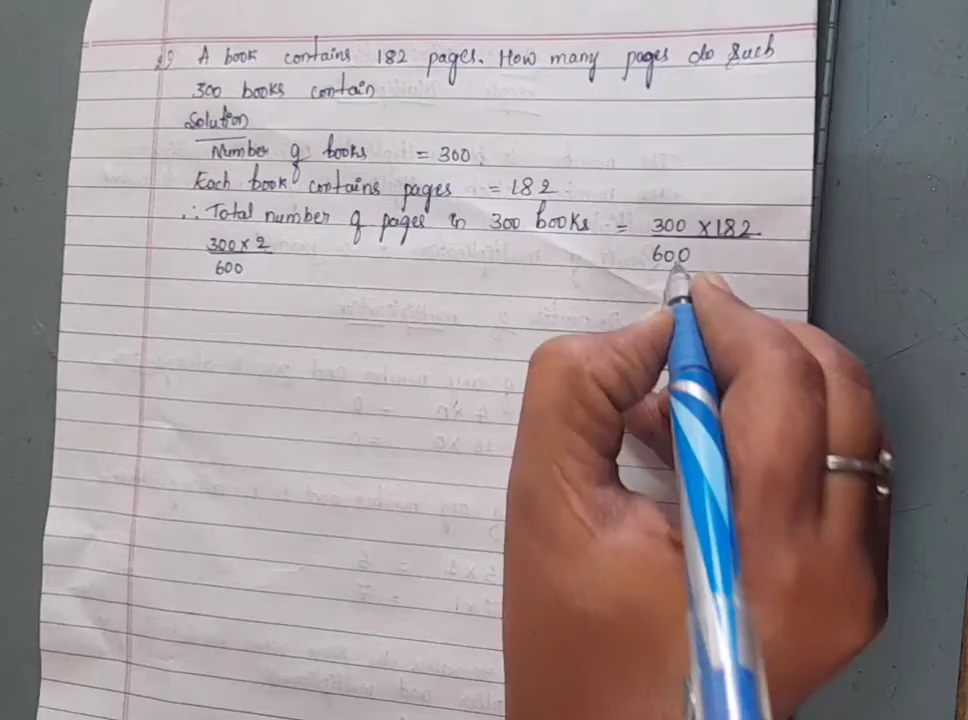 A book contains 182 pages. How many pages do such
300 books contain
Solution
Number of books = 300
Each book contains pages = 182
∴ Total number of pages in 300 books = 300 × 182
300 × 2
600
600